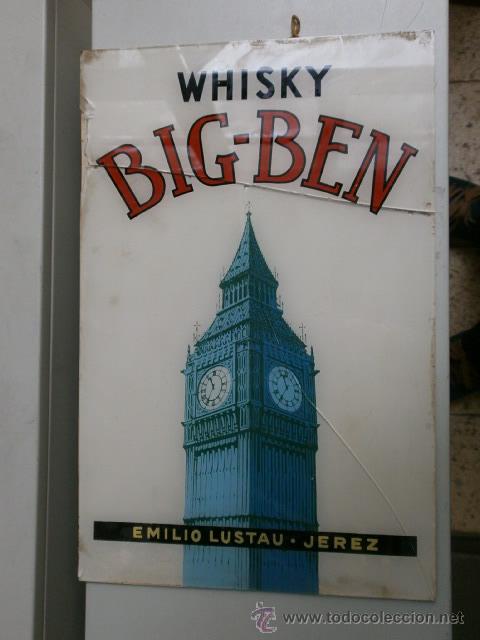 WHISKY
BIG-BEN
EMILIO LUSTAU · JEREZ
www.todocoleccion.net